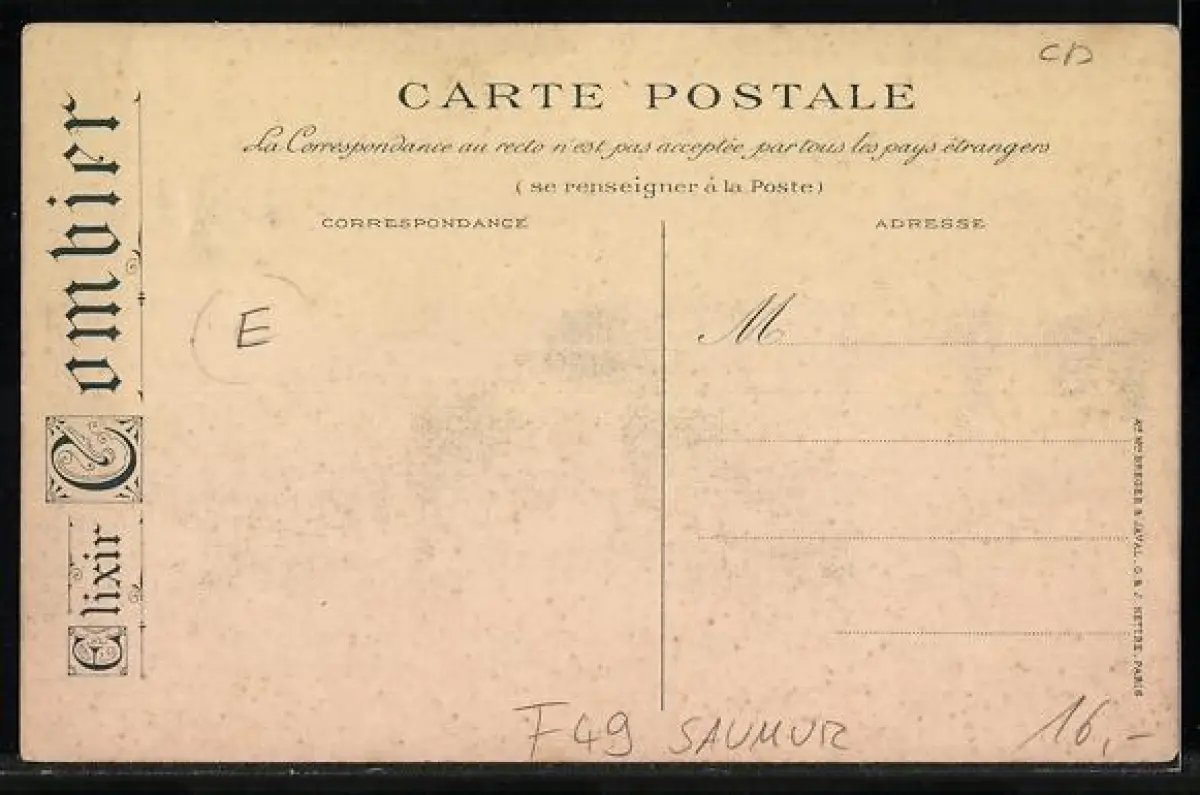 CD
CARTE POSTALE
La Correspondance au recto n'est pas acceptée par tous les pays étrangers
(se renseigner à la Poste)
CORRESPONDANCE
ADRESSE
Elixir Combier
E
M
F49 SAUMUR
16,-